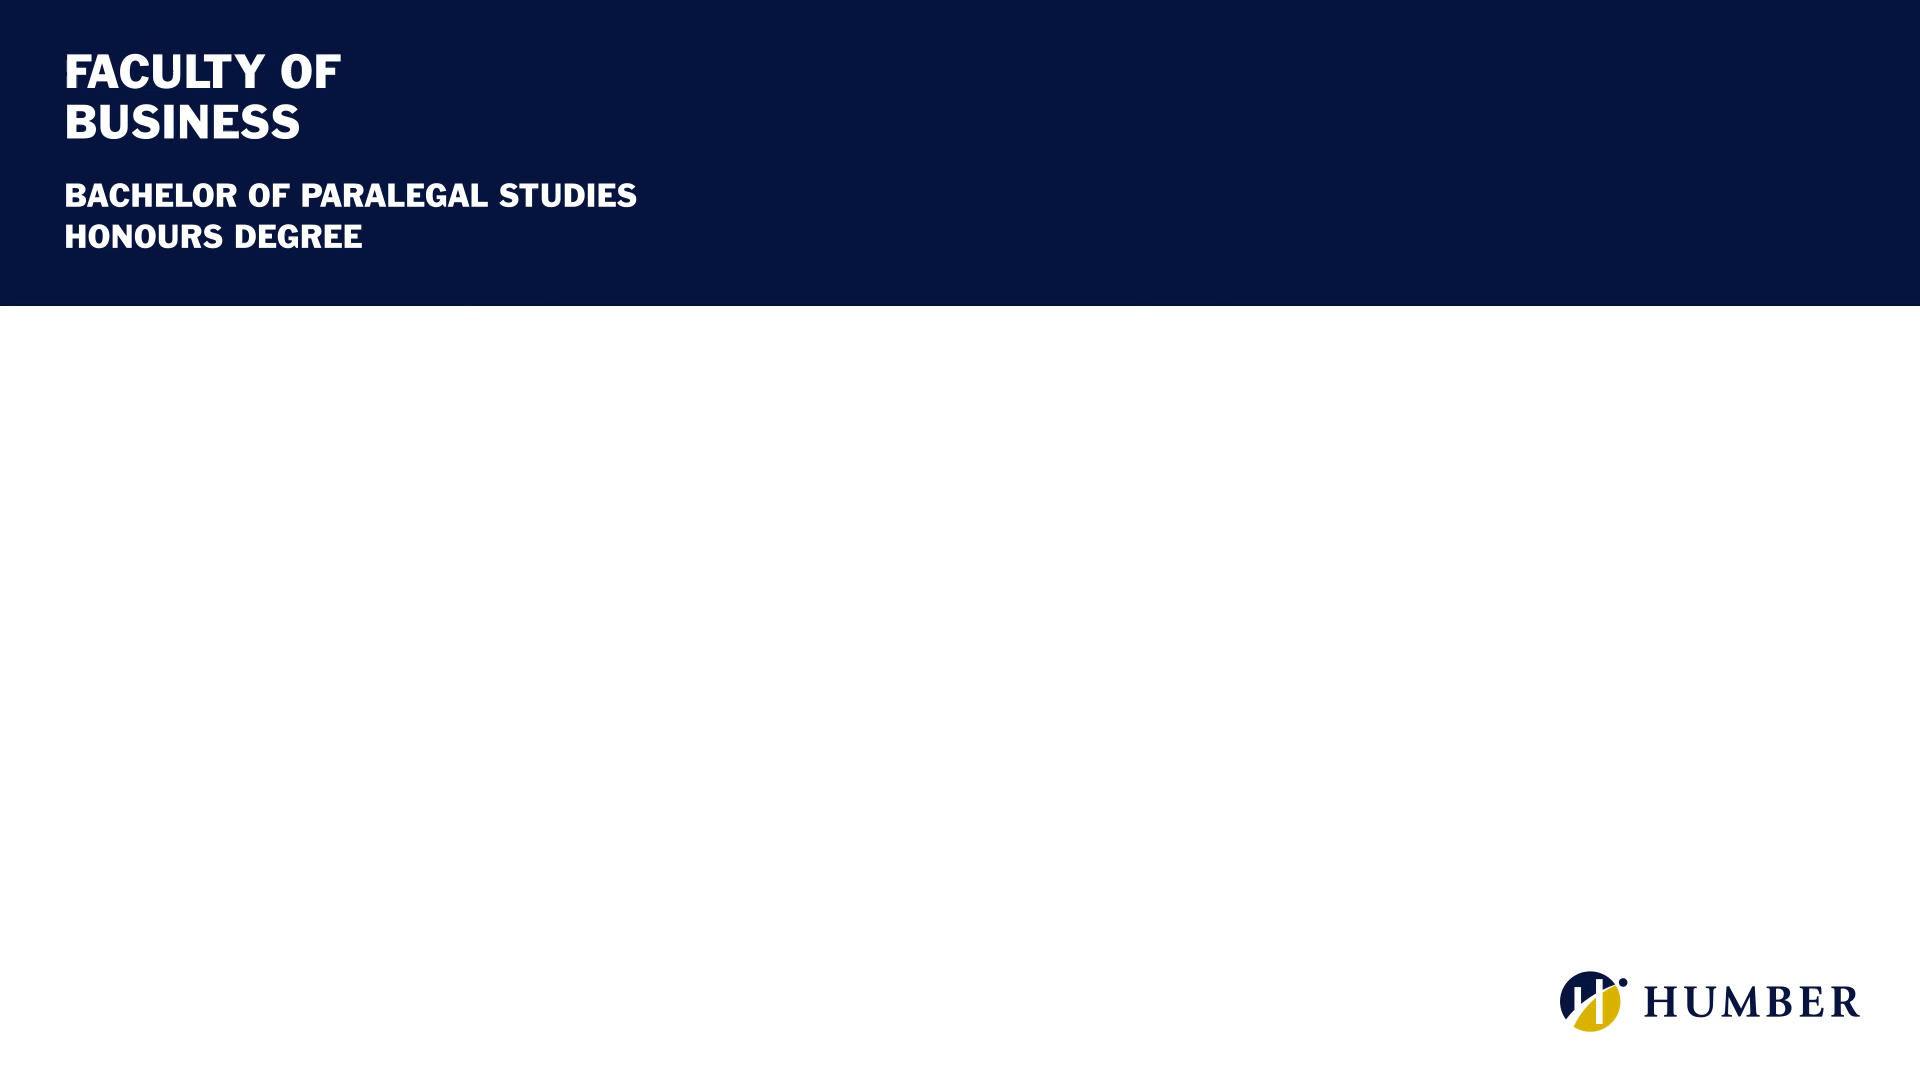 FACULTY OF
BUSINESS
BACHELOR OF PARALEGAL STUDIES
HONOURS DEGREE
HUMBER